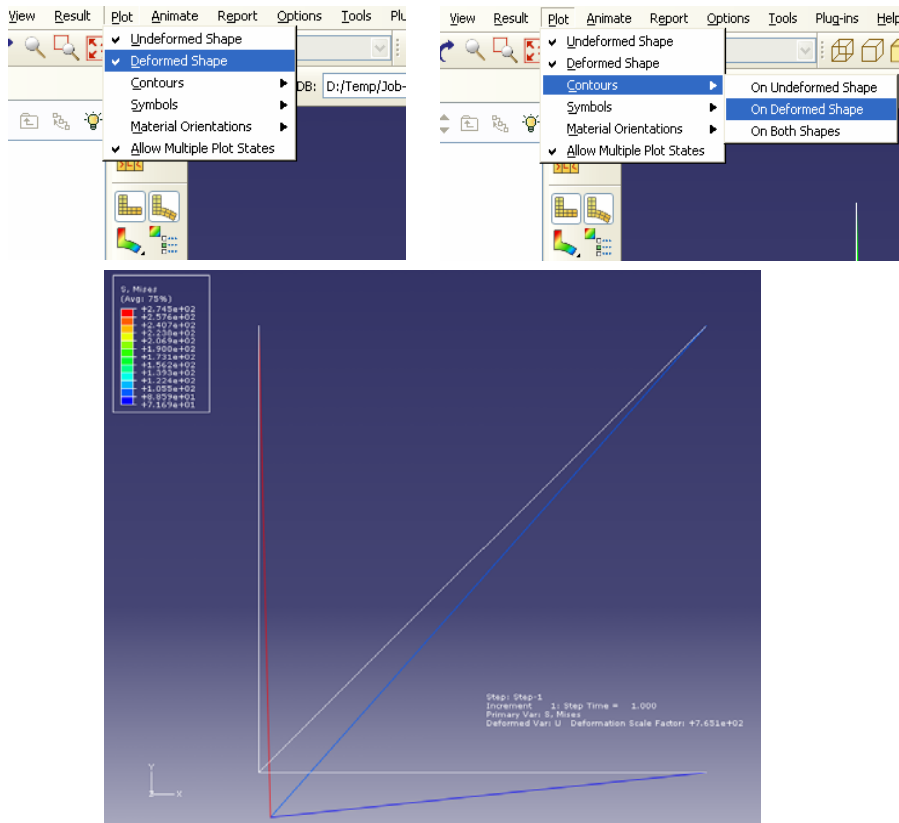 View Result Plot Animate Report Options Tools Plu
Undeformed Shape
Deformed Shape
Contours
Symbols
Material Orientations
Allow Multiple Plot States
DB: D:/Temp/Job-
View Result Plot Animate Report Options Tools Plug-ins Help
Undeformed Shape
Deformed Shape
Contours
Symbols
Material Orientations
Allow Multiple Plot States
On Undeformed Shape
On Deformed Shape
On Both Shapes
S, Mises
(Avg: 75%)
+2.745e+02
+2.576e+02
+2.407e+02
+2.238e+02
+2.069e+02
+1.900e+02
+1.731e+02
+1.562e+02
+1.393e+02
+1.224e+02
+1.055e+02
+8.859e+01
+7.169e+01
Step: Step-1
Increment 1: Step Time = 1.000
Primary Var: S, Mises
Deformed Var: U Deformation Scale Factor: +7.651e+02
Y
Z X